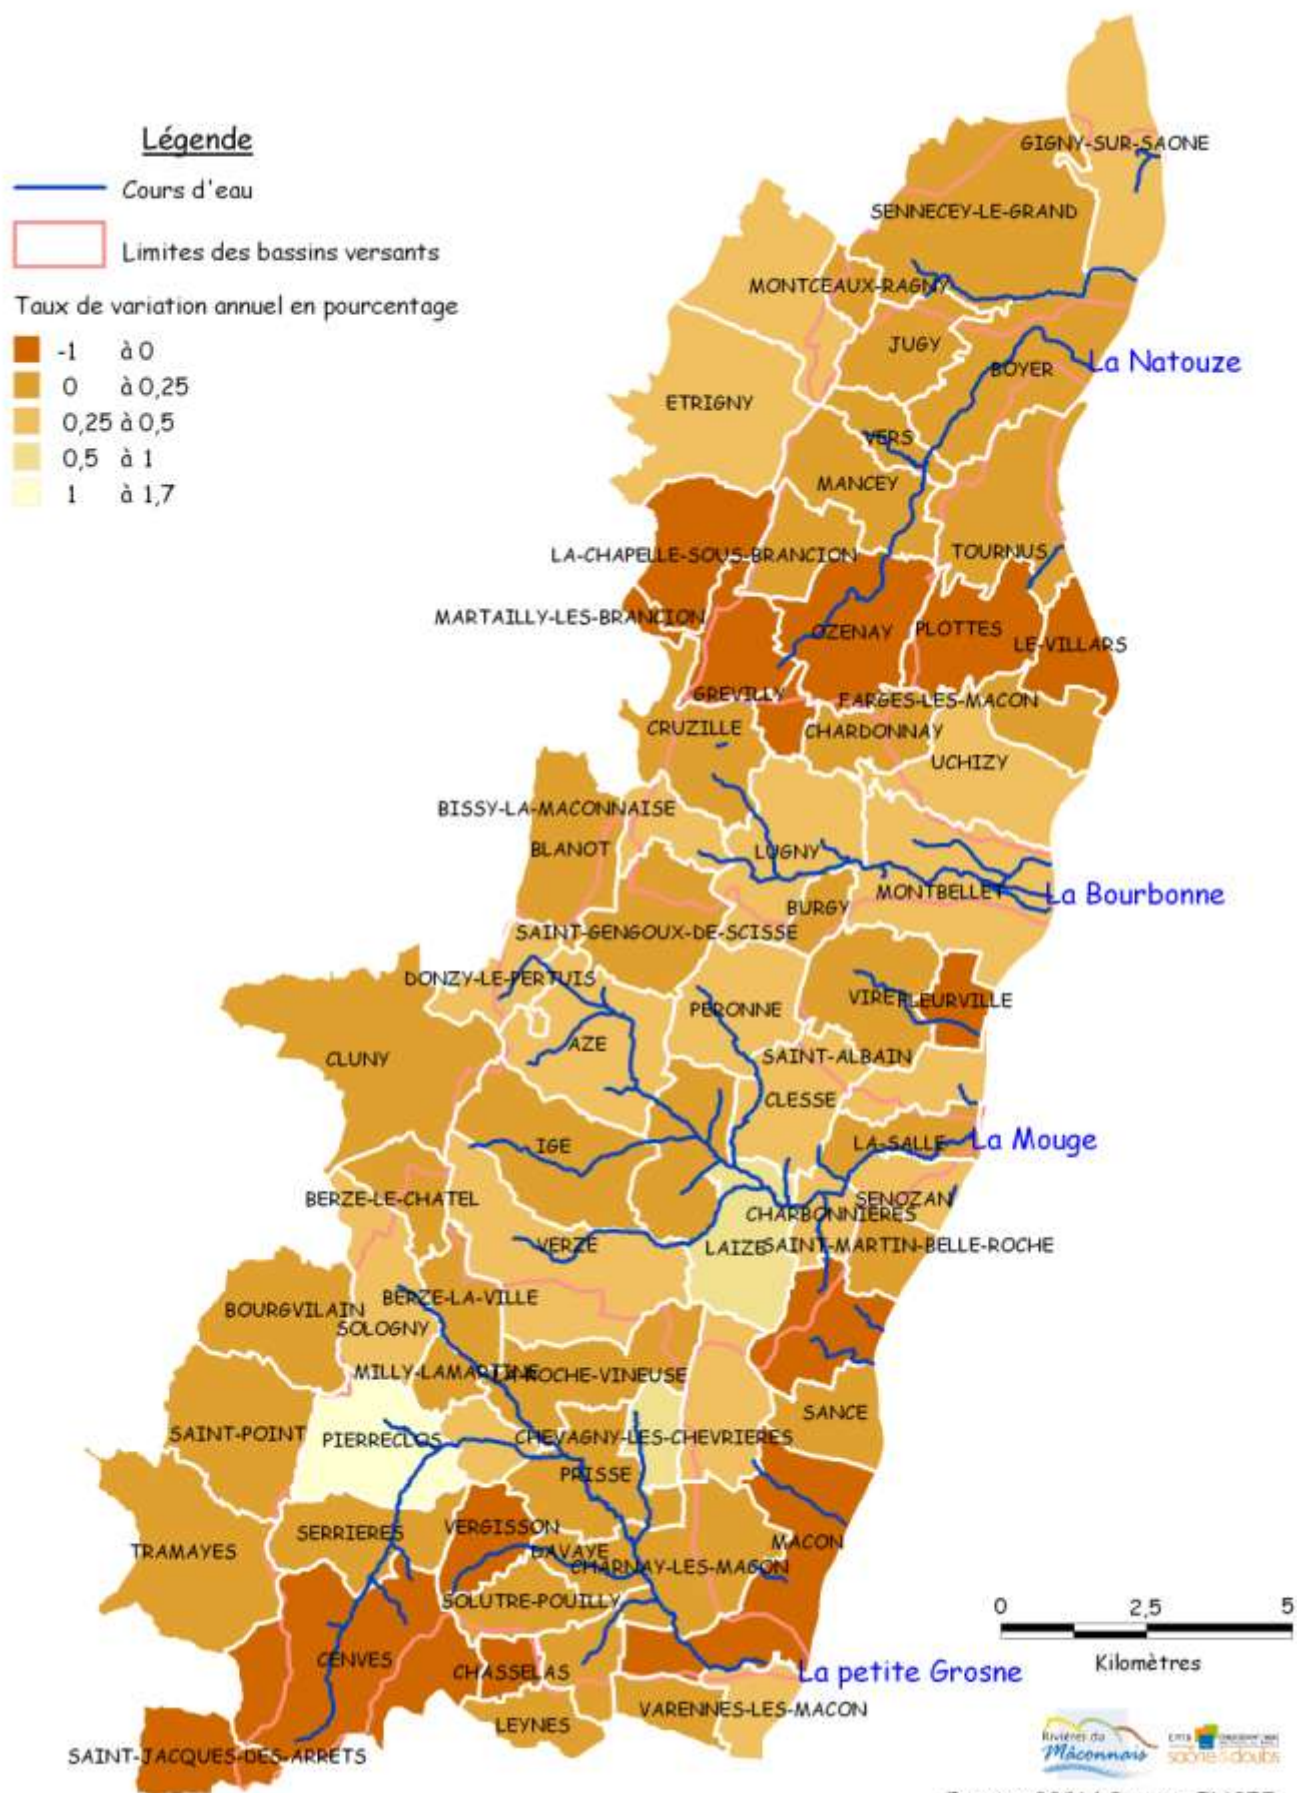 Légende
Cours d'eau
Limites des bassins versants
Taux de variation annuel en pourcentage
-1 à 0
0 à 0,25
0,25 à 0,5
0,5 à 1
1 à 1,7
GIGNY-SUR-SAONE
SENNECEY-LE-GRAND
MONTCEAUX-RAGNY
JUGY
BOYER
La Natouze
ETRIGNY
VERS
MANCEY
LA-CHAPELLE-SOUS-BRANCION
TOURNUS
MARTAILLY-LES-BRANCION
OZENAY
PLOTTES
LE-VILLARS
GREVILLY
FARGES-LES-MACON
CRUZILLE
CHARDONNAY
UCHIZY
BISSY-LA-MACONNAISE
BLANOT
LUGNY
MONTBELLET
La Bourbonne
BURGY
SAINT-GENGOUX-DE-SCISSE
DONZY-LE-PERTUIS
PERONNE
VIRE
FLEURVILLE
AZE
CLUNY
SAINT-ALBAIN
CLESSE
IGE
LA-SALLE
La Mouge
BERZE-LE-CHATEL
SENOZAN
CHARBONNIERES
VERZE
LAIZE
SAINT-MARTIN-BELLE-ROCHE
BERZE-LA-VILLE
BOURGVILAIN
SOLOGNY
MILLY-LAMARTINE
LA-ROCHE-VINEUSE
SANCE
SAINT-POINT
PIERRECLOS
CHEVAGNY-LES-CHEVRIERES
PRISSE
SERRIERES
VERGISSON
TRAMAYES
DAVAYE
MACON
CHARNAY-LES-MACON
SOLUTRE-POUILLY
0 2,5 5
Kilomètres
CENVES
CHASSELAS
La petite Grosne
VARENNES-LES-MACON
LEYNES
SAINT-JACQUES-DES-ARRETS
Rivières du
Mâconnais
saône & doubs